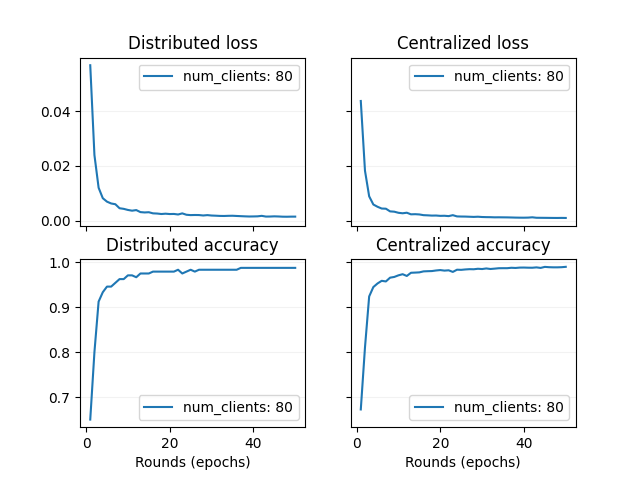 Distributed loss
Centralized loss
num_clients: 80
num_clients: 80
0.04
0.02
0.00
Distributed accuracy
Centralized accuracy
1.0
0.9
0.8
0.7
num_clients: 80
num_clients: 80
0 20 40
0 20 40
Rounds (epochs)
Rounds (epochs)